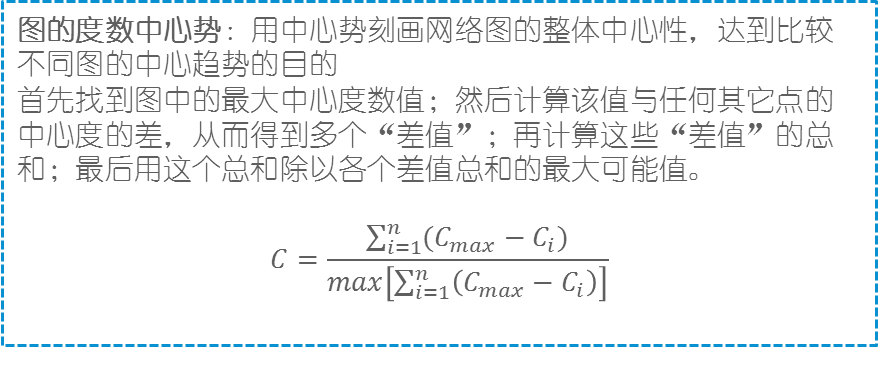 图的度数中心势：用中心势刻画网络图的整体中心性，达到比较
不同图的中心趋势的目的
首先找到图中的最大中心度数值；然后计算该值与任何其它点的
中心度的差，从而得到多个“差值”；再计算这些“差值”的总
和；最后用这个总和除以各个差值总和的最大可能值。
C = \frac{\sum_{i=1}^{n}(C_{max} - C_i)}{max[\sum_{i=1}^{n}(C_{max} - C_i)]}